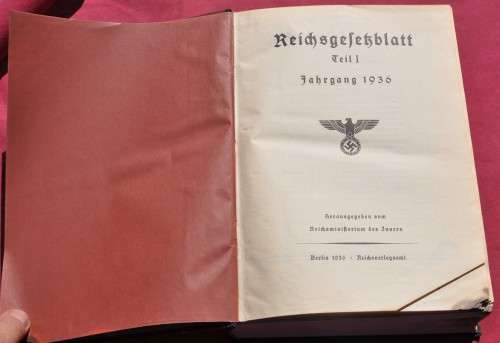 Reichsgesetzblatt
Teil I
Jahrgang 1936
Herausgegeben vom
Reichsministerium des Innern
Berlin 1936 · Reichsverlagsamt